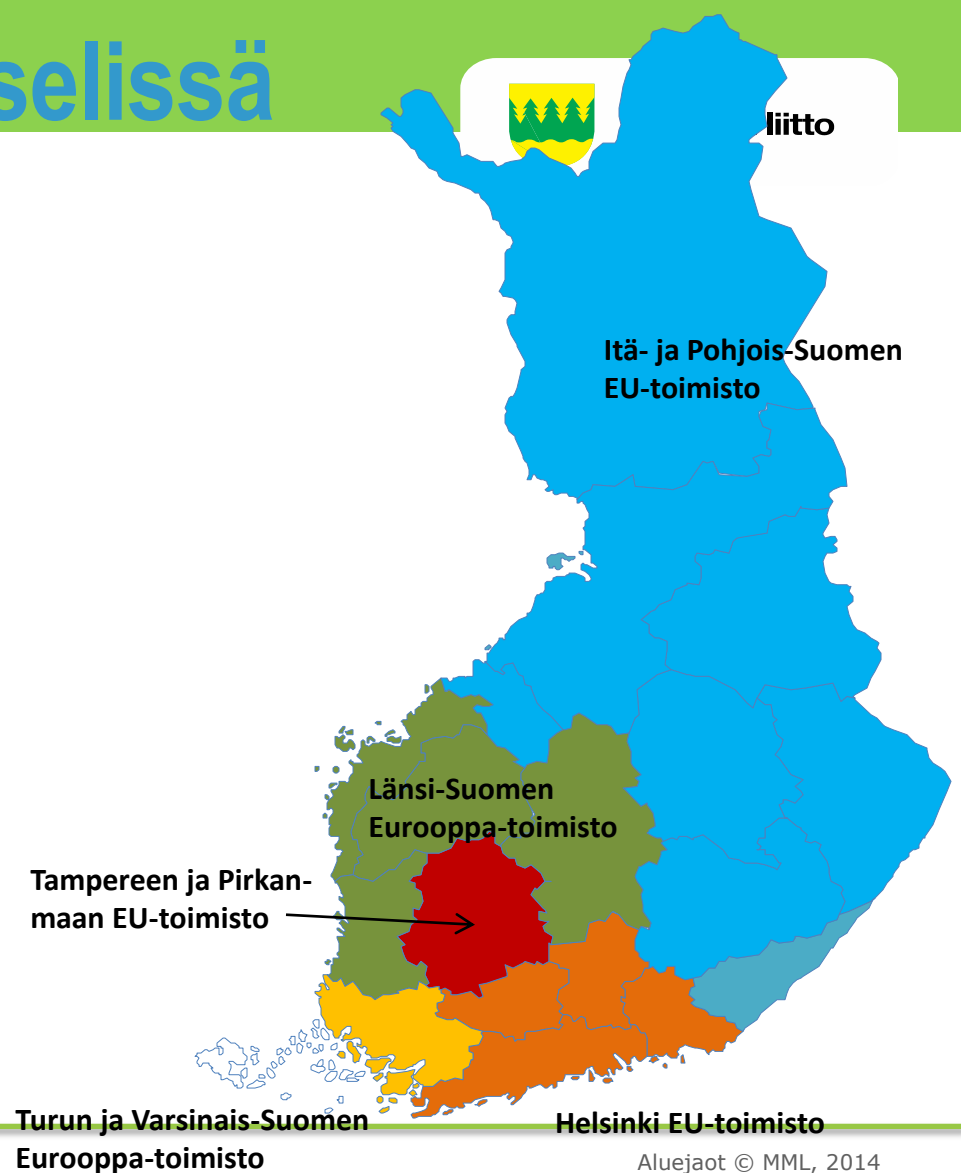 selissä
liitto
Itä- ja Pohjois-Suomen
EU-toimisto
Länsi-Suomen
Eurooppa-toimisto
Tampereen ja Pirkan-
maan EU-toimisto
Turun ja Varsinais-Suomen
Eurooppa-toimisto
Helsinki EU-toimisto
Aluejaot © MML, 2014